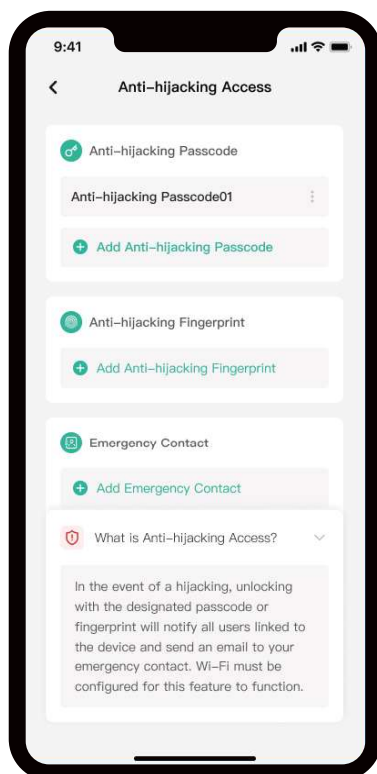 9:41
Anti-hijacking Access
Anti-hijacking Passcode
Anti-hijacking Passcode01
Add Anti-hijacking Passcode
Anti-hijacking Fingerprint
Add Anti-hijacking Fingerprint
Emergency Contact
Add Emergency Contact
What is Anti-hijacking Access?
In the event of a hijacking, unlocking
with the designated passcode or
fingerprint will notify all users linked to
the device and send an email to your
emergency contact. Wi-Fi must be
configured for this feature to function.